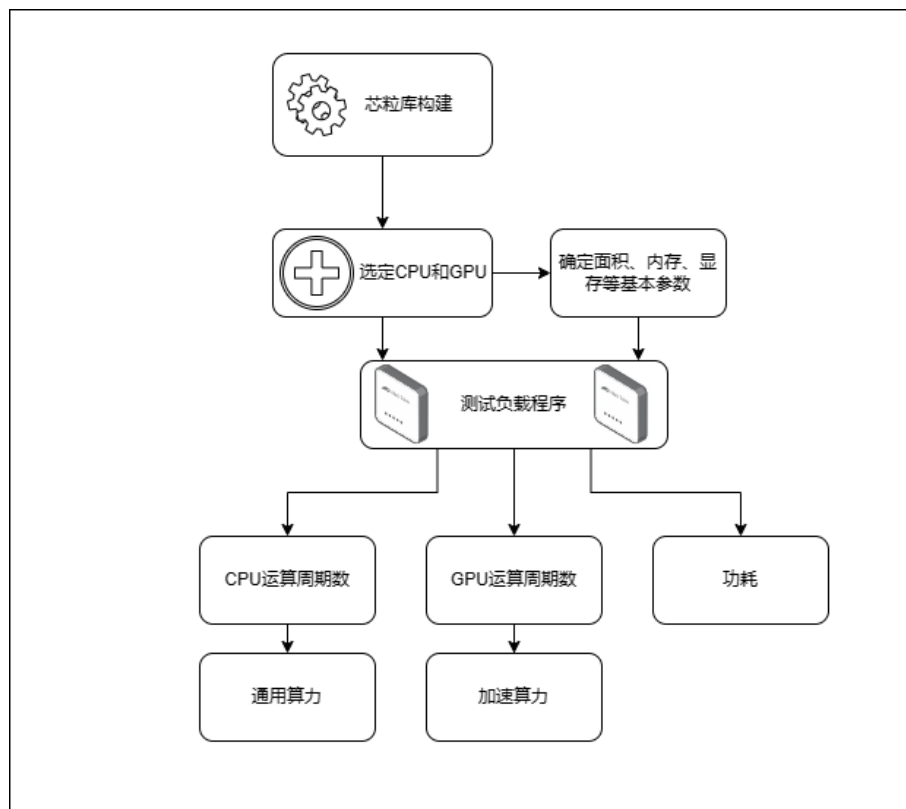 芯粒库构建
选定CPU和GPU
确定面积、内存、显
存等基本参数
测试负载程序
CPU运算周期数
GPU运算周期数
功耗
通用算力
加速算力